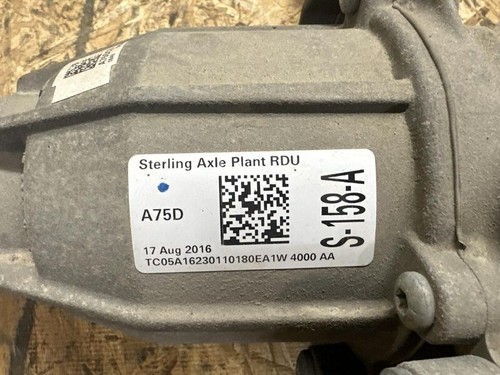 Sterling Axle Plant RDU
A75D
S-158-A
17 Aug 2016
TC05A16230110180EA1W 4000 AA